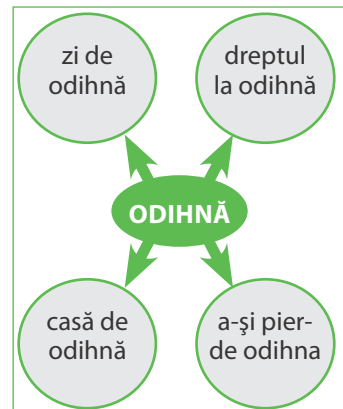 zi de
odihnă
dreptul
la odihnă
ODIHNĂ
casă de
odihnă
a-şi pier-
de odihna